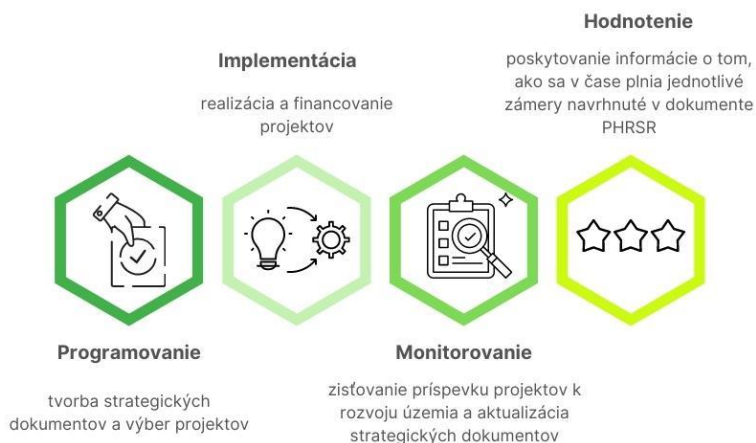 Hodnotenie
poskytovanie informácie o tom,
ako sa v čase plnia jednotlivé
zámery navrhnuté v dokumente
PHRSR
Implementácia
realizácia a financovanie
projektov
Programovanie
tvorba strategických
dokumentov a výber projektov
Monitorovanie
zisťovanie príspevku projektov k
rozvoju územia a aktualizácia
strategických dokumentov